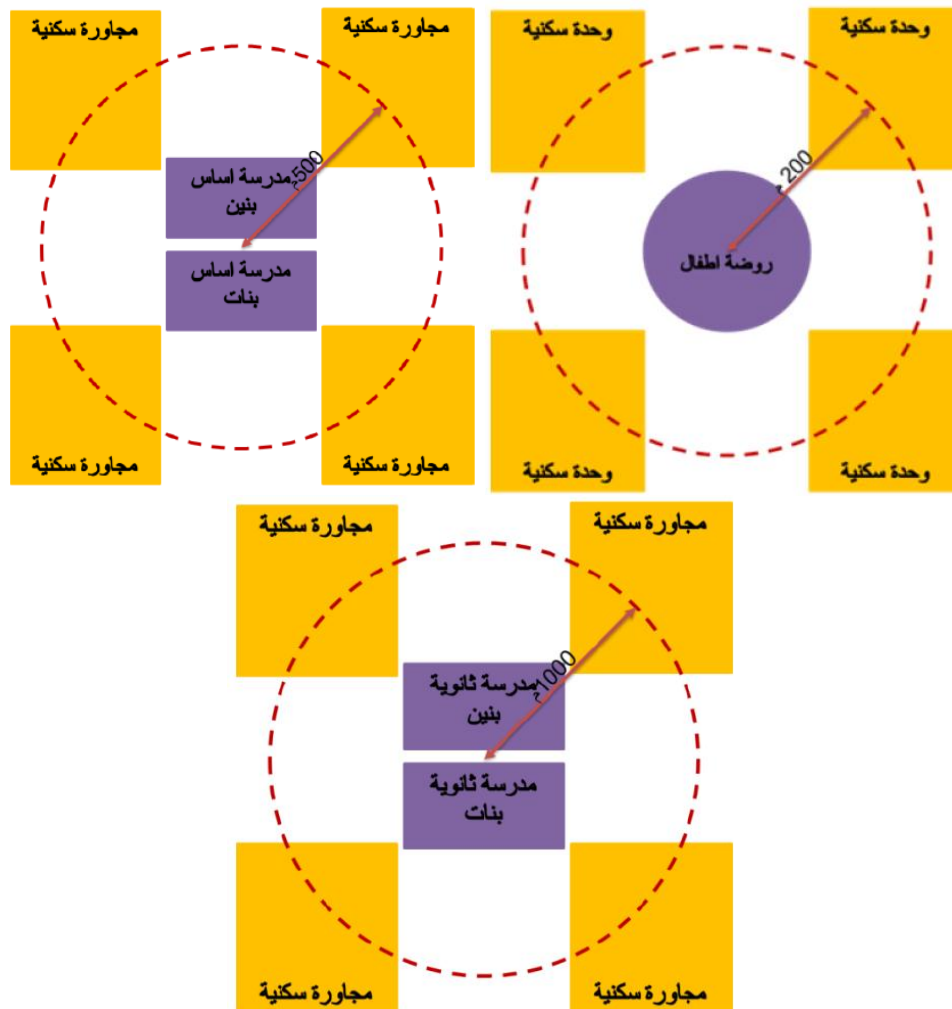 مجاورة سكنية
مجاورة سكنية
500م
مدرسة اساس
بنين
مدرسة اساس
بنات
مجاورة سكنية
مجاورة سكنية
وحدة سكنية
وحدة سكنية
200 م
روضة اطفال
وحدة سكنية
وحدة سكنية
مجاورة سكنية
مجاورة سكنية
1000م
مدرسة ثانوية
بنين
مدرسة ثانوية
بنات
مجاورة سكنية
مجاورة سكنية